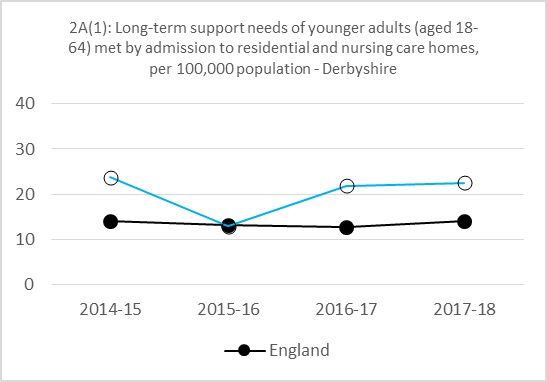 2A(1): Long-term support needs of younger adults (aged 18-
64) met by admission to residential and nursing care homes,
per 100,000 population - Derbyshire
40
30
20
10
0
2014-15 2015-16 2016-17 2017-18
England